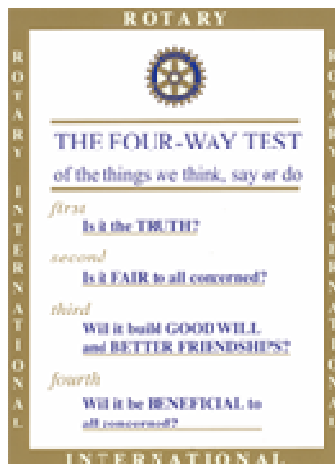 ROTARY
ROTARY INTERNATIONAL
ROTARY INTERNATIONAL
THE FOUR-WAY TEST
of the things we think, say or do
first
Is it the TRUTH?
second
Is it FAIR to all concerned?
third
Will it build GOODWILL
and BETTER FRIENDSHIPS?
fourth
Will it be BENEFICIAL to
all concerned?
INTERNATIONAL